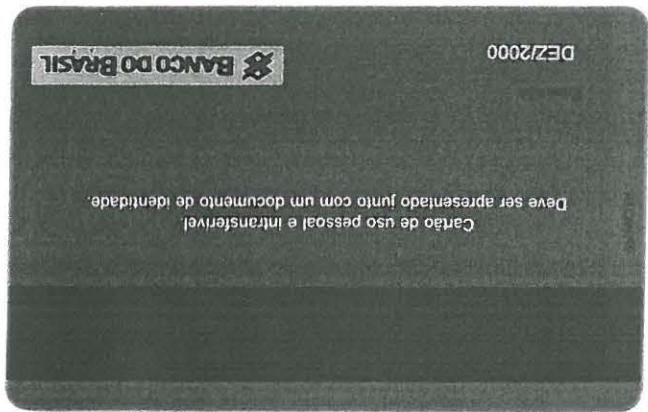 Cartão de uso pessoal e intransferível.
Deve ser apresentado junto com um documento de identidade.
DEZ/2000
BANCO DO BRASIL